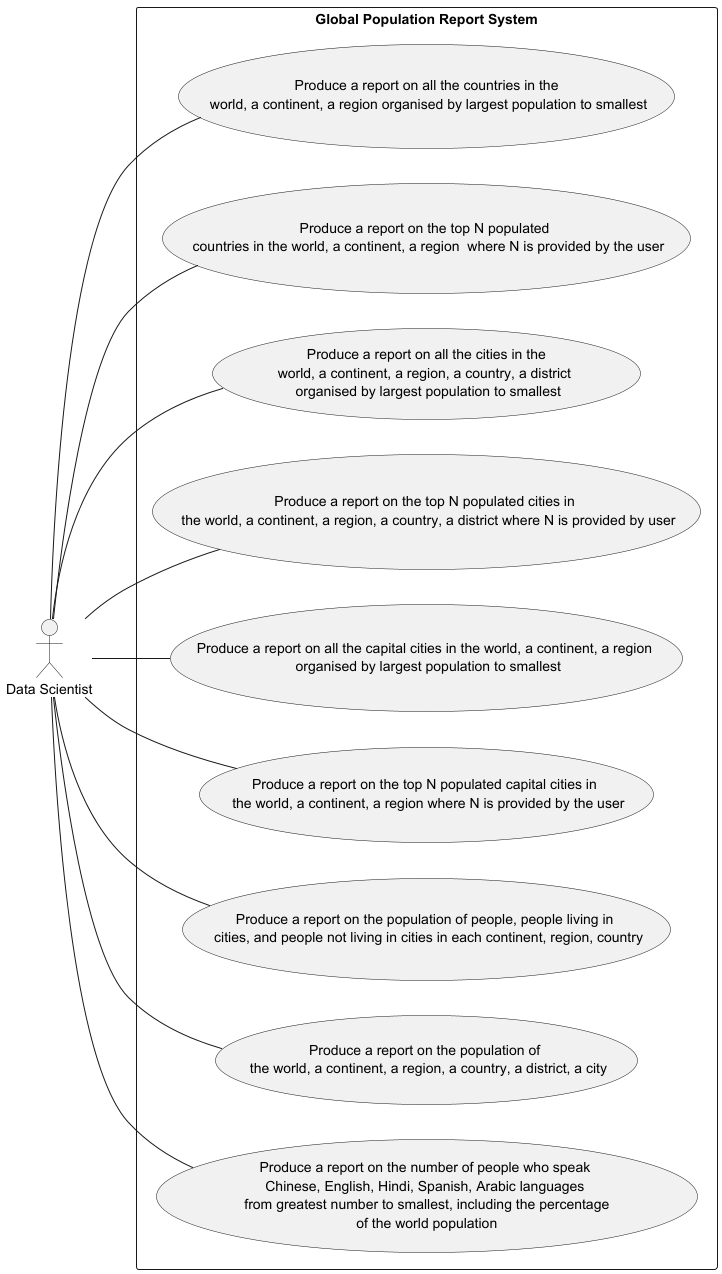 Global Population Report System
Produce a report on all the countries in the
world, a continent, a region organised by largest population to smallest
Produce a report on the top N populated
countries in the world, a continent, a region  where N is provided by the user
Produce a report on all the cities in the
world, a continent, a region, a country, a district
organised by largest population to smallest
Produce a report on the top N populated cities in
the world, a continent, a region, a country, a district where N is provided by user
Produce a report on all the capital cities in the world, a continent, a region
organised by largest population to smallest
Data Scientist
Produce a report on the top N populated capital cities in
the world, a continent, a region where N is provided by the user
Produce a report on the population of people, people living in
cities, and people not living in cities in each continent, region, country
Produce a report on the population of
the world, a continent, a region, a country, a district, a city
Produce a report on the number of people who speak
Chinese, English, Hindi, Spanish, Arabic languages
from greatest number to smallest, including the percentage
of the world population